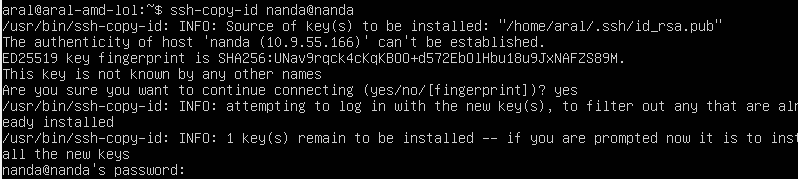 aral@aral-amd-lol:~$ ssh-copy-id nanda@nanda
/usr/bin/ssh-copy-id: INFO: Source of key(s) to be installed: "/home/aral/.ssh/id_rsa.pub"
The authenticity of host 'nanda (10.9.55.166)' can't be established.
ED25519 key fingerprint is SHA256:UNav9rqck4cKqKBOO+d572EbOlHbu18u9JxNAFZS89M.
This key is not known by any other names
Are you sure you want to continue connecting (yes/no/[fingerprint])? yes
/usr/bin/ssh-copy-id: INFO: attempting to log in with the new key(s), to filter out any that are alr
eady installed
/usr/bin/ssh-copy-id: INFO: 1 key(s) remain to be installed -- if you are prompted now it is to inst
all the new keys
nanda@nanda's password: